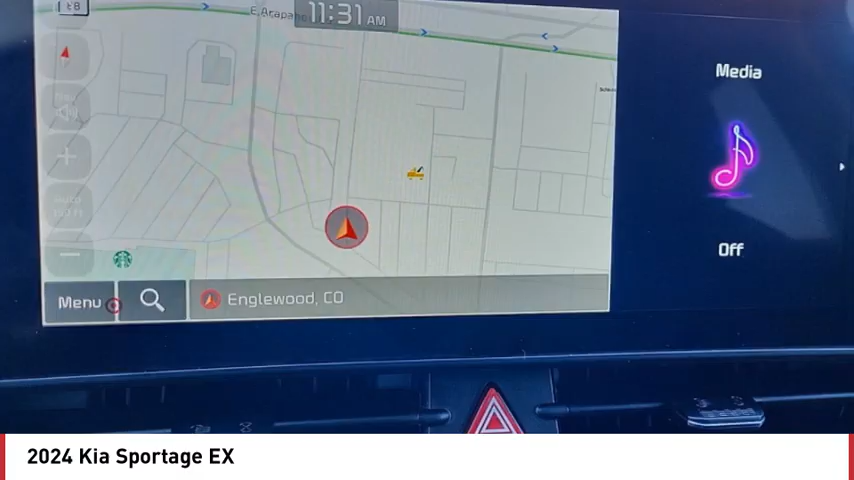 E Arapaho
11:31 AM
Media
Off
Menu
Englewood, CO
2024 Kia Sportage EX